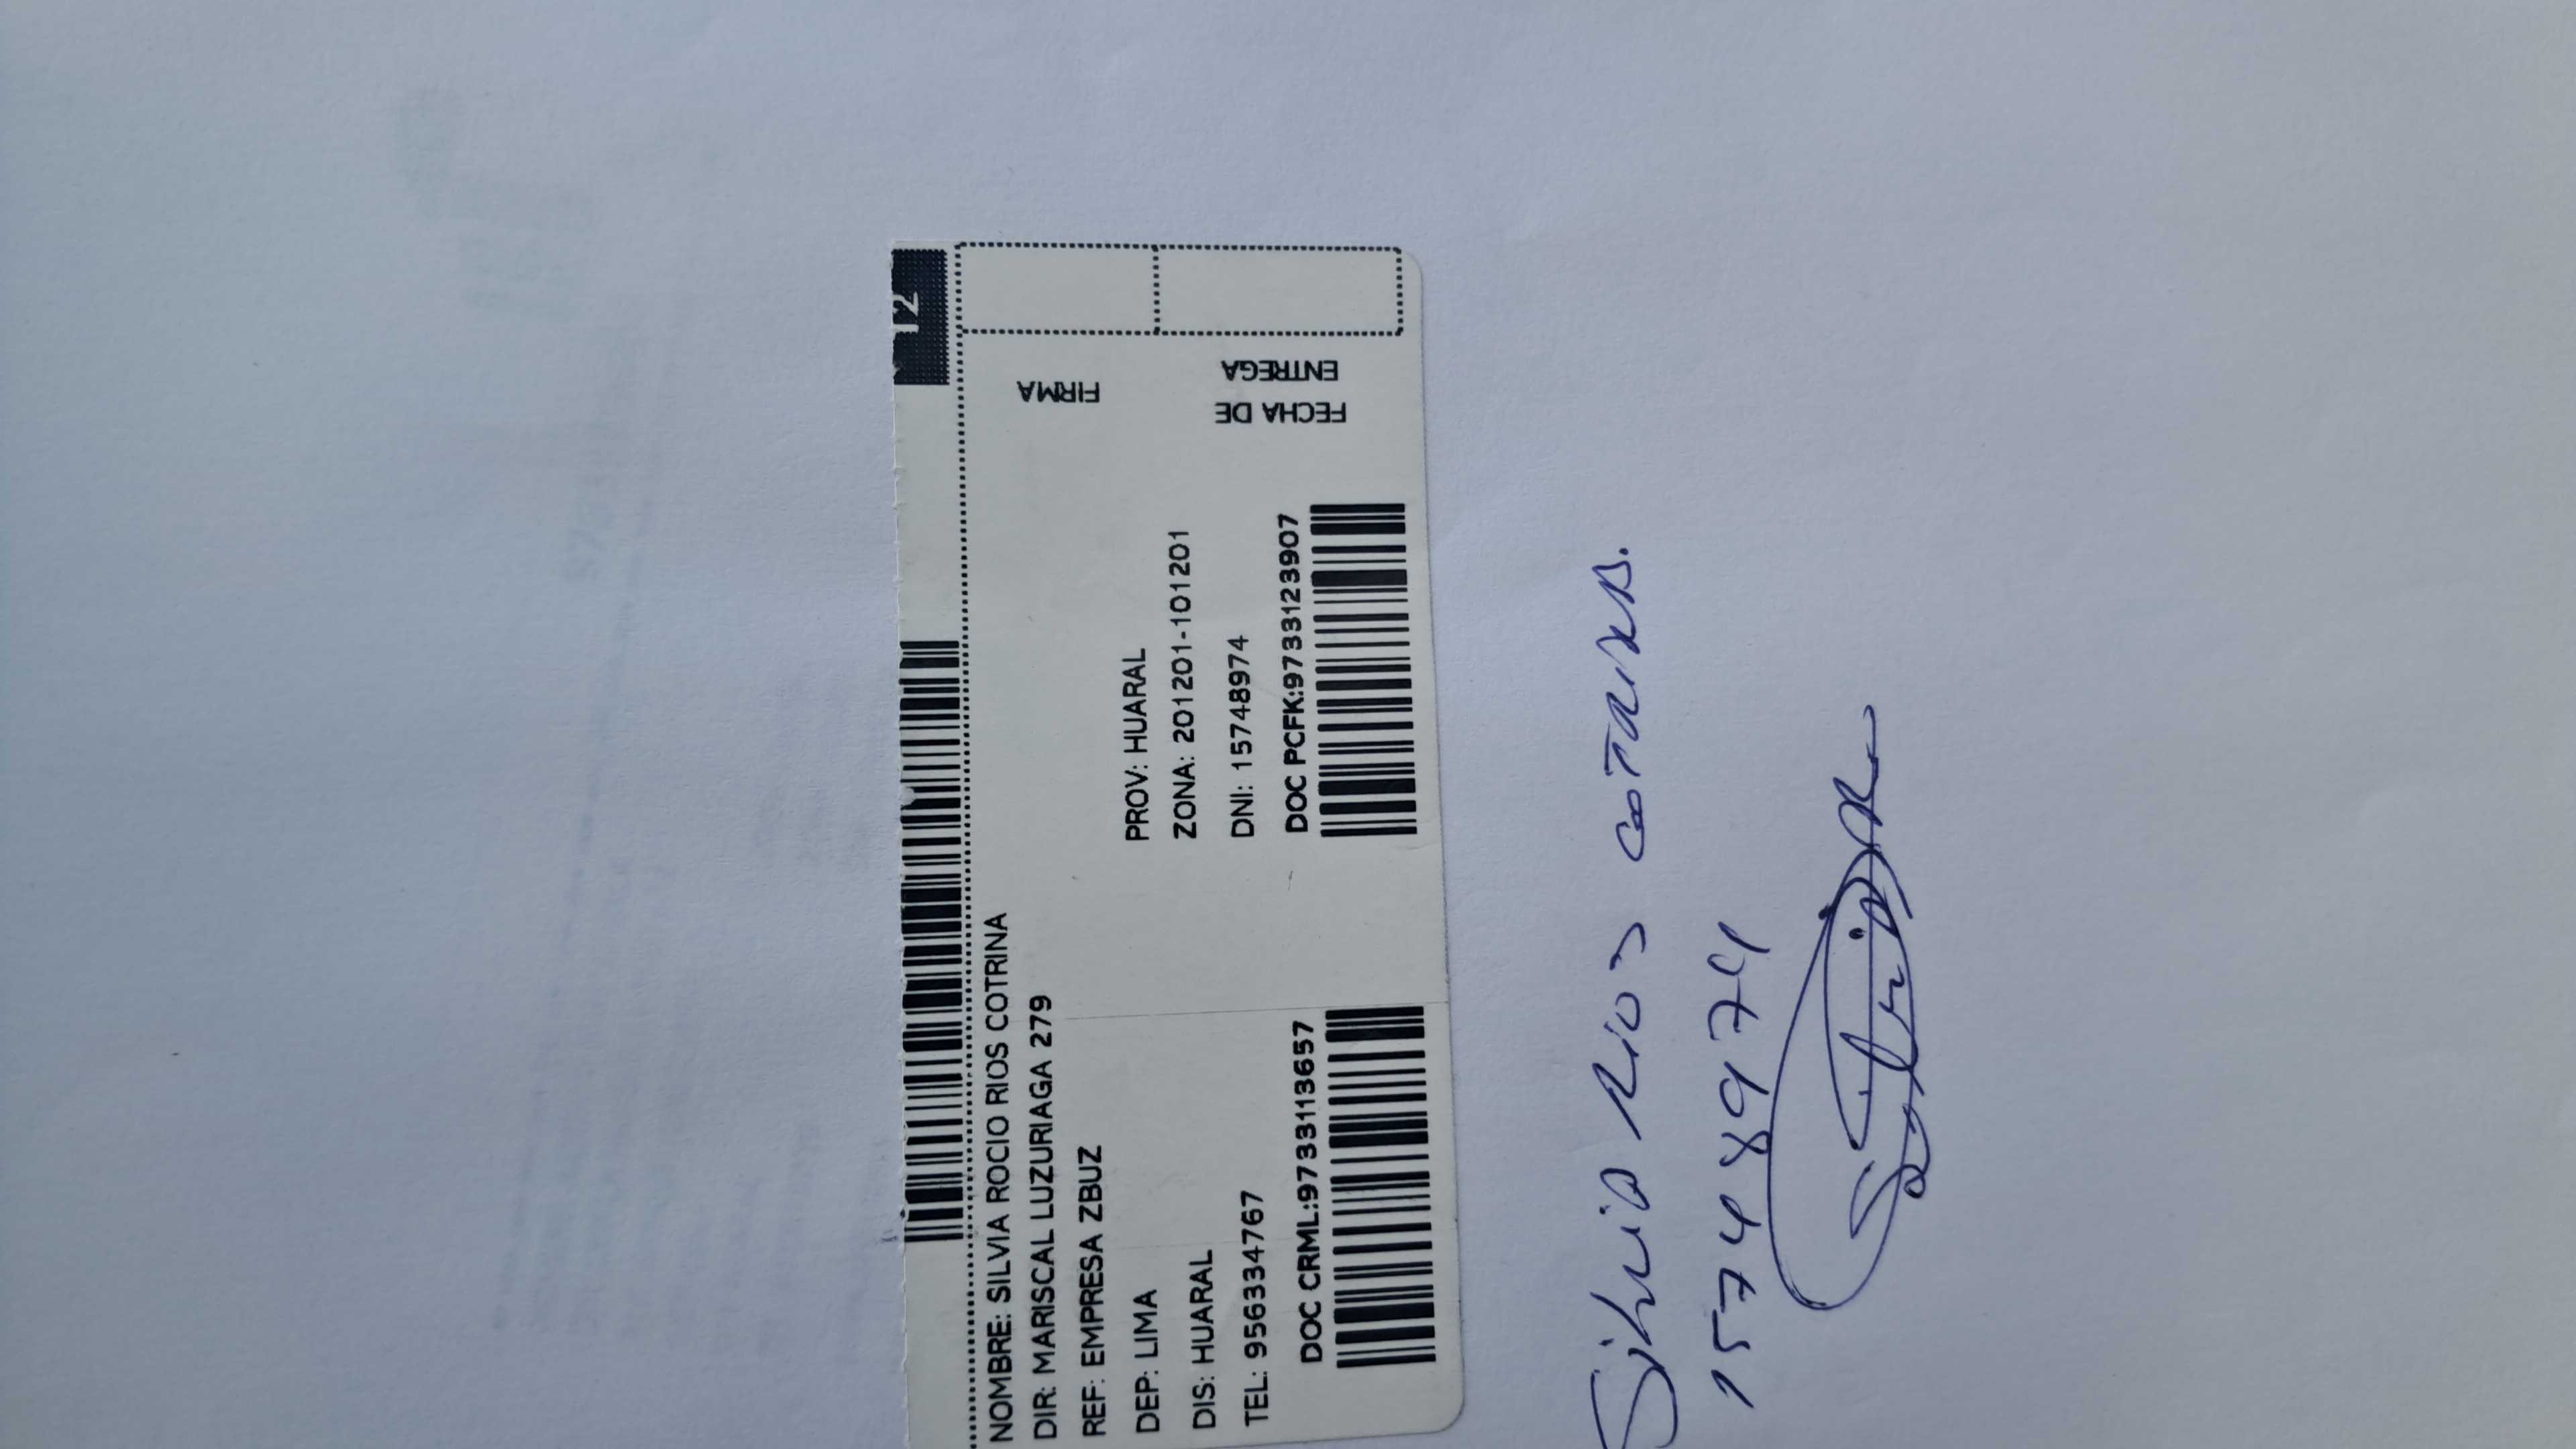 12
NOMBRE: SILVIA ROCIO RIOS COTRINA
DIR: MARISCAL LUZURIAGA 279
REF: EMPRESA ZBUZ
DEP: LIMA PROV: HUARAL
DIS: HUARAL ZONA: 201201-101201
TEL: 956334767 DNI: 15748974
DOC CRML:9733113657 DOC PCFK:9733123907
FIRMA
FECHA DE
ENTREGA
Silvia Rios Cotrina.
15748974